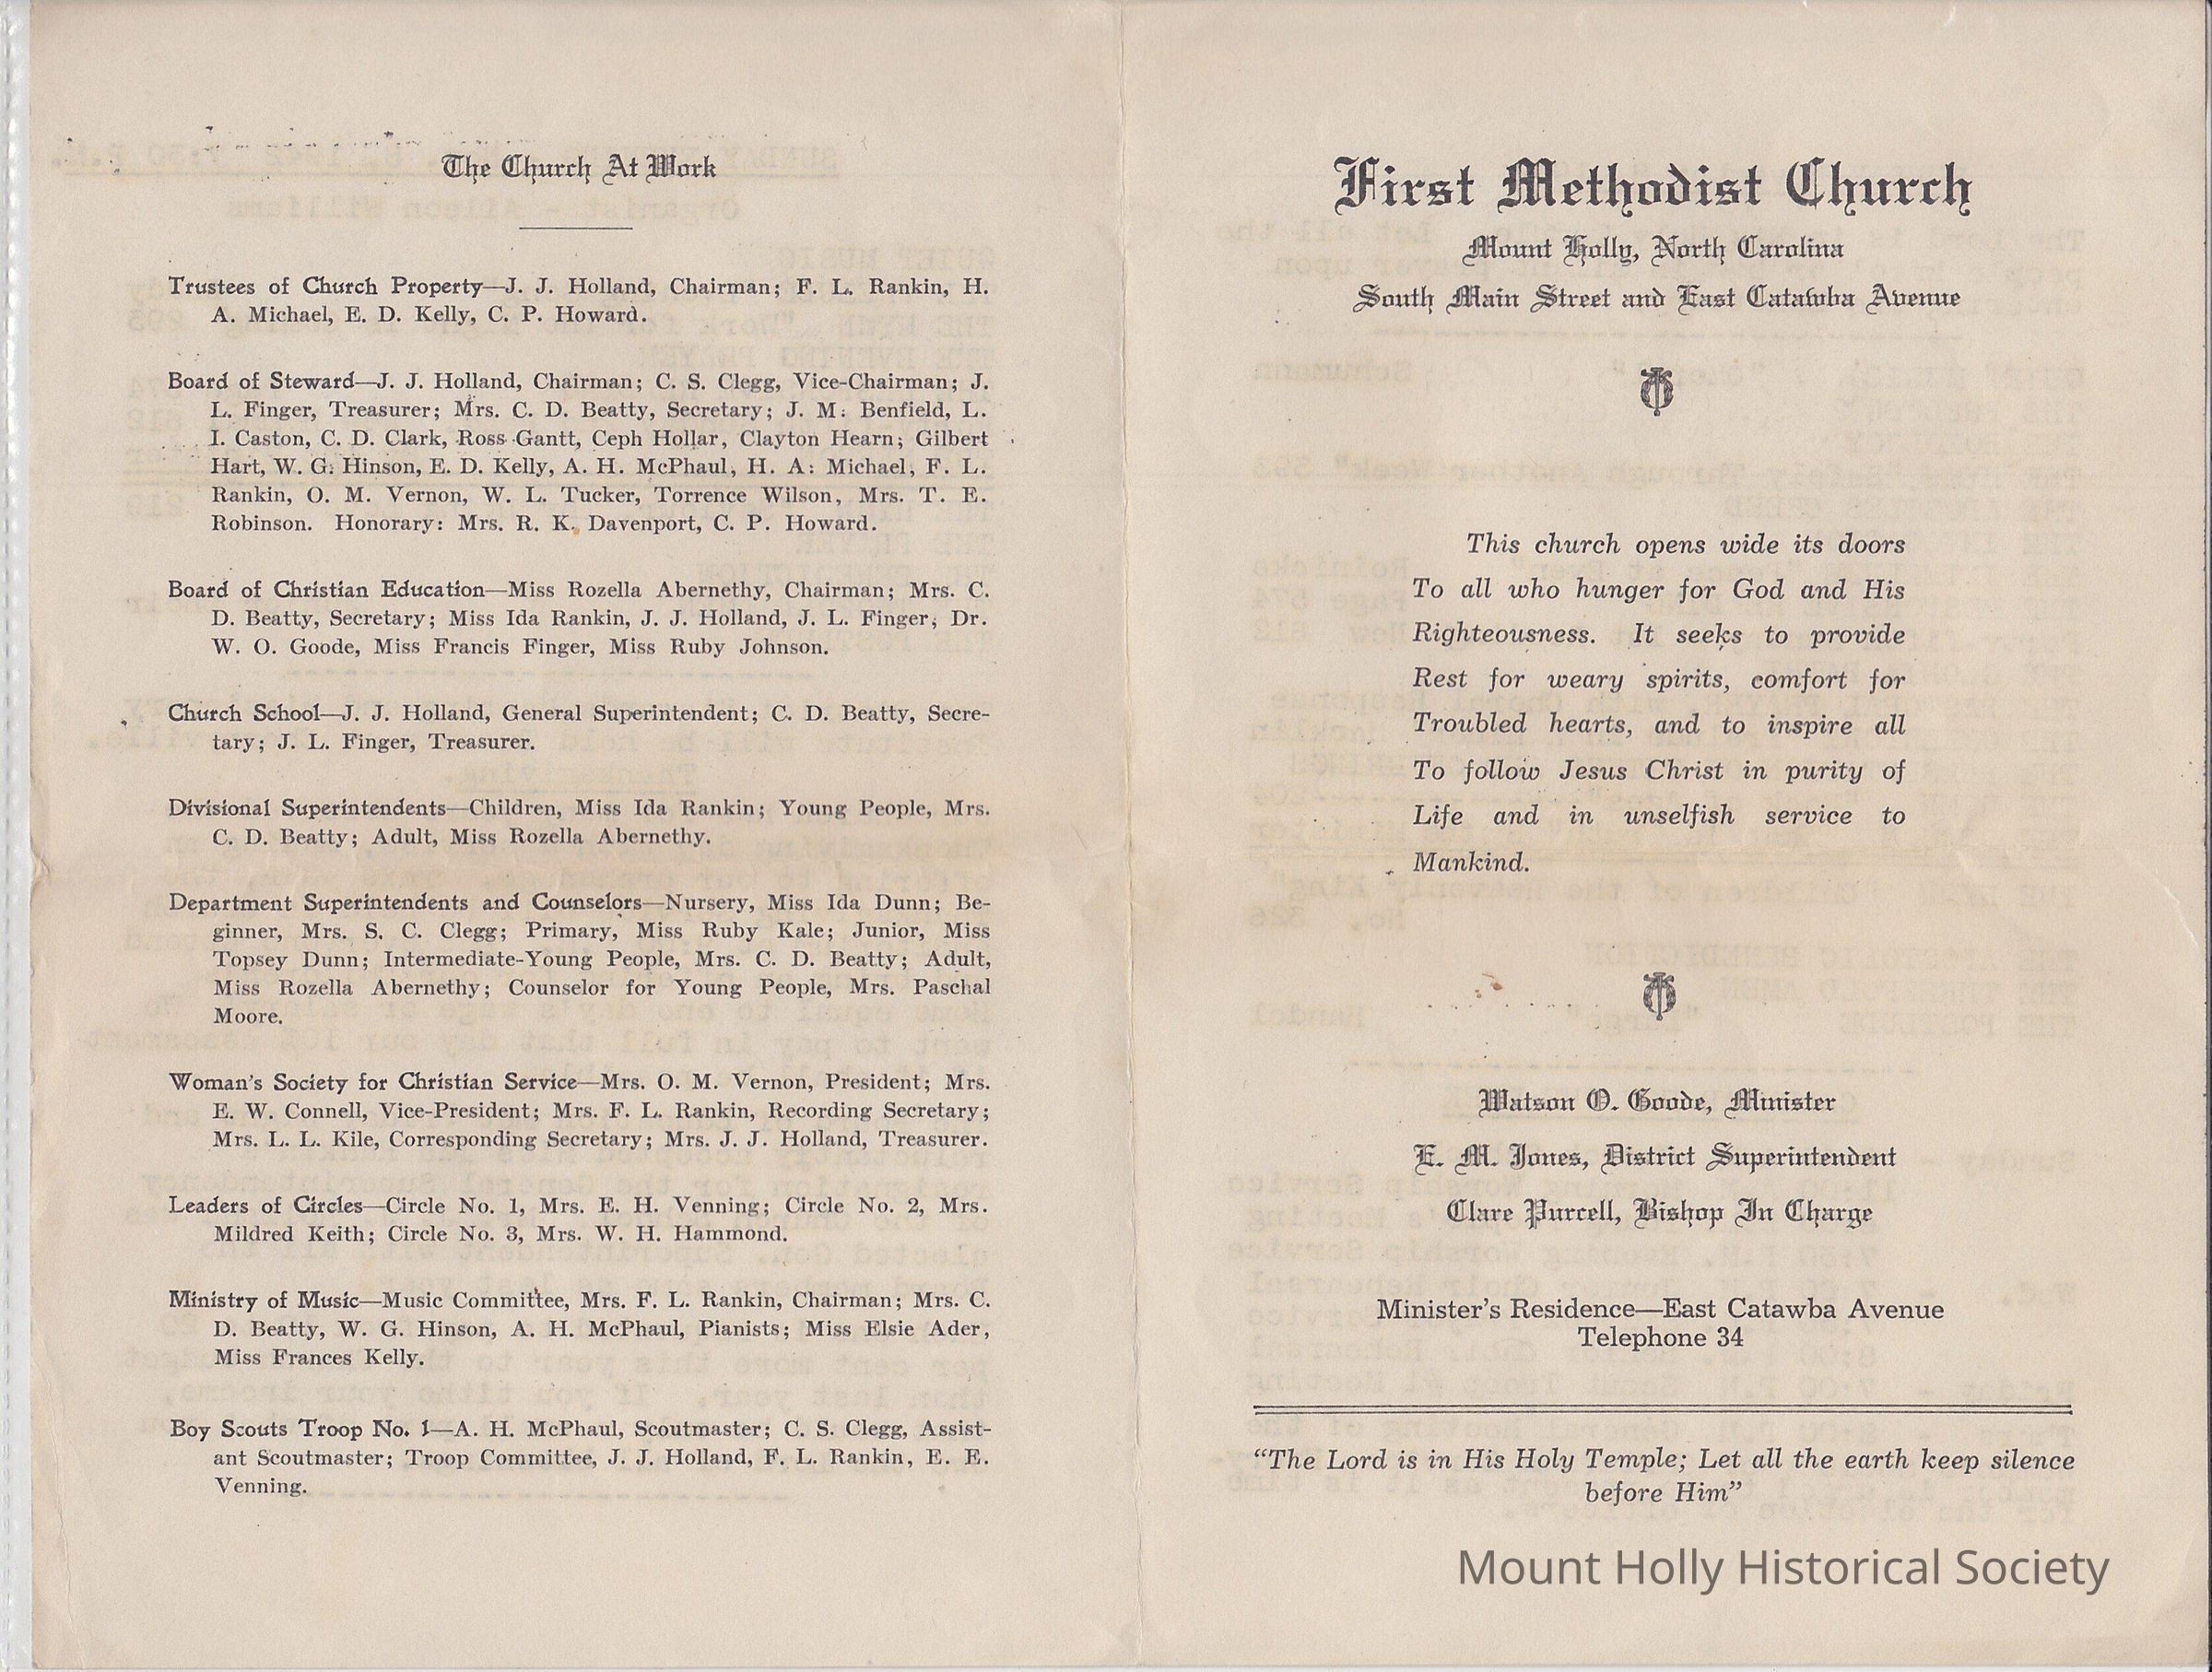 The Church At Work
Trustees of Church Property—J. J. Holland, Chairman; F. L. Rankin, H.
A. Michael, E. D. Kelly, C. P. Howard.
Board of Steward—J. J. Holland, Chairman; C. S. Clegg, Vice-Chairman; J.
L. Finger, Treasurer; Mrs. C. D. Beatty, Secretary; J. M. Benfield, L.
I. Caston, C. D. Clark, Ross Gantt, Ceph Hollar, Clayton Hearn; Gilbert
Hart, W. G. Hinson, E. D. Kelly, A. H. McPhaul, H. A. Michael, F. L.
Rankin, O. M. Vernon, W. L. Tucker, Torrence Wilson, Mrs. T. E.
Robinson. Honorary: Mrs. R. K. Davenport, C. P. Howard.
Board of Christian Education—Miss Rozella Abernethy, Chairman; Mrs. C.
D. Beatty, Secretary; Miss Ida Rankin, J. J. Holland, J. L. Finger; Dr.
W. O. Goode, Miss Francis Finger, Miss Ruby Johnson.
Church School—J. J. Holland, General Superintendent; C. D. Beatty, Secre-
tary; J. L. Finger, Treasurer.
Divisional Superintendents—Children, Miss Ida Rankin; Young People, Mrs.
C. D. Beatty; Adult, Miss Rozella Abernethy.
Department Superintendents and Counselors—Nursery, Miss Ida Dunn; Be-
ginner, Mrs. S. C. Clegg; Primary, Miss Ruby Kale; Junior, Miss
Topsey Dunn; Intermediate-Young People, Mrs. C. D. Beatty; Adult,
Miss Rozella Abernethy; Counselor for Young People, Mrs. Paschal
Moore.
Woman's Society for Christian Service—Mrs. O. M. Vernon, President; Mrs.
E. W. Connell, Vice-President; Mrs. F. L. Rankin, Recording Secretary;
Mrs. L. L. Kile, Corresponding Secretary; Mrs. J. J. Holland, Treasurer.
Leaders of Circles—Circle No. 1, Mrs. E. H. Venning; Circle No. 2, Mrs.
Mildred Keith; Circle No. 3, Mrs. W. H. Hammond.
Ministry of Music—Music Committee, Mrs. F. L. Rankin, Chairman; Mrs. C.
D. Beatty, W. G. Hinson, A. H. McPhaul, Pianists; Miss Elsie Ader,
Miss Frances Kelly.
Boy Scouts Troop No. 1—A. H. McPhaul, Scoutmaster; C. S. Clegg, Assist-
ant Scoutmaster; Troop Committee, J. J. Holland, F. L. Rankin, E. E.
Venning.
First Methodist Church
Mount Holly, North Carolina
South Main Street and East Catawba Avenue
This church opens wide its doors
To all who hunger for God and His
Righteousness. It seeks to provide
Rest for weary spirits, comfort for
Troubled hearts, and to inspire all
To follow Jesus Christ in purity of
Life and in unselfish service to
Mankind.
Watson O. Goode, Minister
E. M. Jones, District Superintendent
Clare Purcell, Bishop In Charge
Minister's Residence—East Catawba Avenue
Telephone 34
“The Lord is in His Holy Temple; Let all the earth keep silence
before Him”
Mount Holly Historical Society